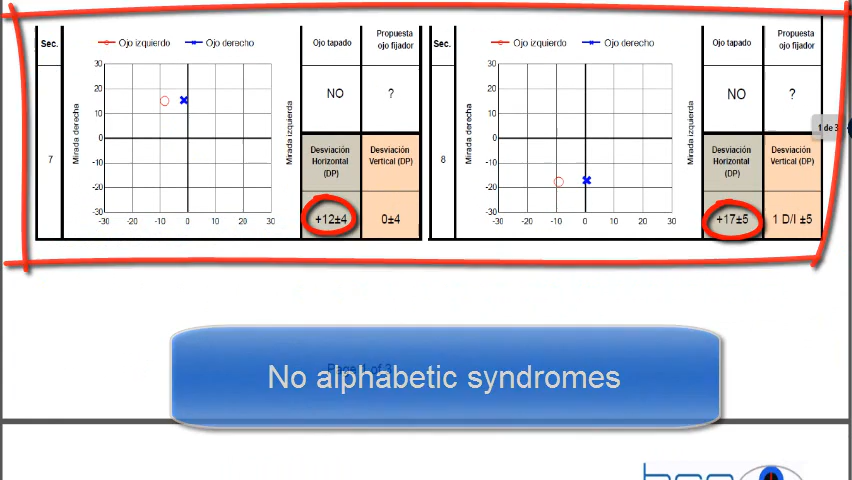 Sec.
Ojo izquierdo
Ojo derecho
Ojo tapado
Propuesta
ojo fijador
Sec.
Ojo izquierdo
Ojo derecho
Ojo tapado
Propuesta
ojo fijador
7
Mirada derecha
30
20
10
0
-10
-20
-30
-30 -20 -10 0 10 20 30
Mirada izquierda
NO
?
Desviación
Horizontal
(DP)
Desviación
Vertical (DP)
+12±4
0±4
8
Mirada derecha
30
20
10
0
-10
-20
-30
-30 -20 -10 0 10 20 30
Mirada izquierda
NO
?
Desviación
Horizontal
(DP)
Desviación
Vertical (DP)
+17±5
1 D/I ±5
1 de 3
Page 1 of 3
No alphabetic syndromes